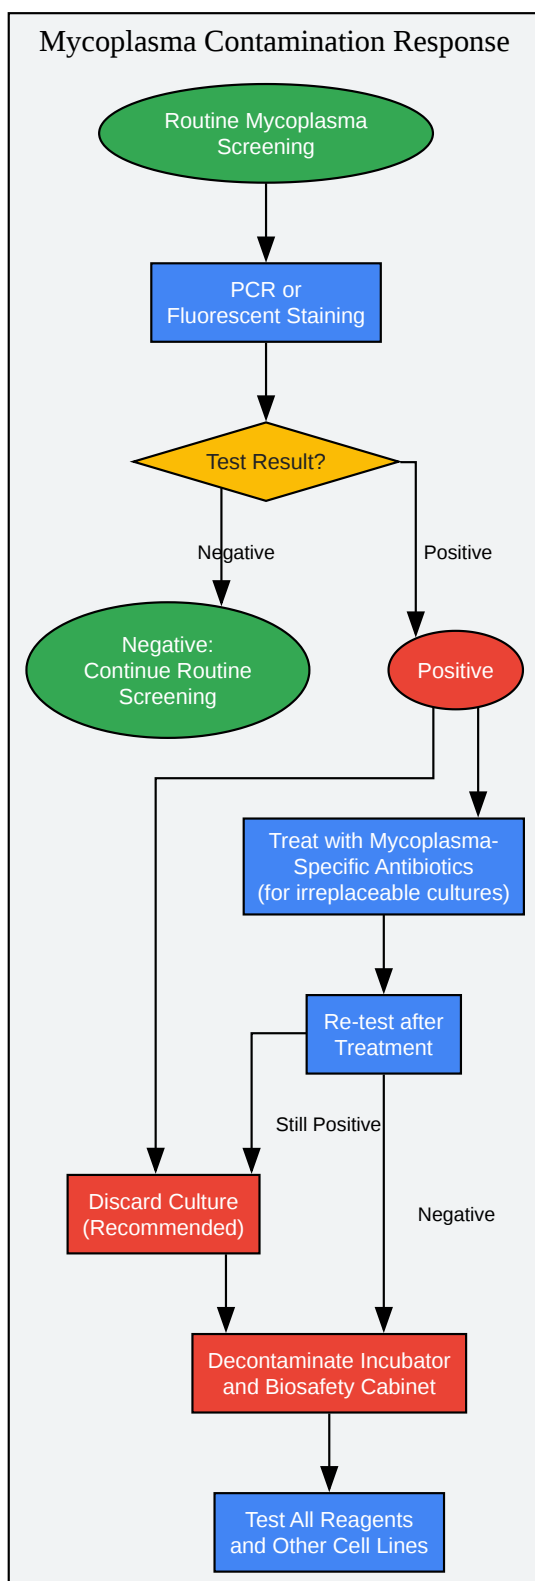 Mycoplasma Contamination Response
Routine Mycoplasma
Screening
PCR or
Fluorescent Staining
Test Result?
Negative
Positive
Negative:
Continue Routine
Screening
Positive
Treat with Mycoplasma-
Specific Antibiotics
(for irreplaceable cultures)
Re-test after
Treatment
Still Positive
Discard Culture
(Recommended)
Negative
Decontaminate Incubator
and Biosafety Cabinet
Test All Reagents
and Other Cell Lines